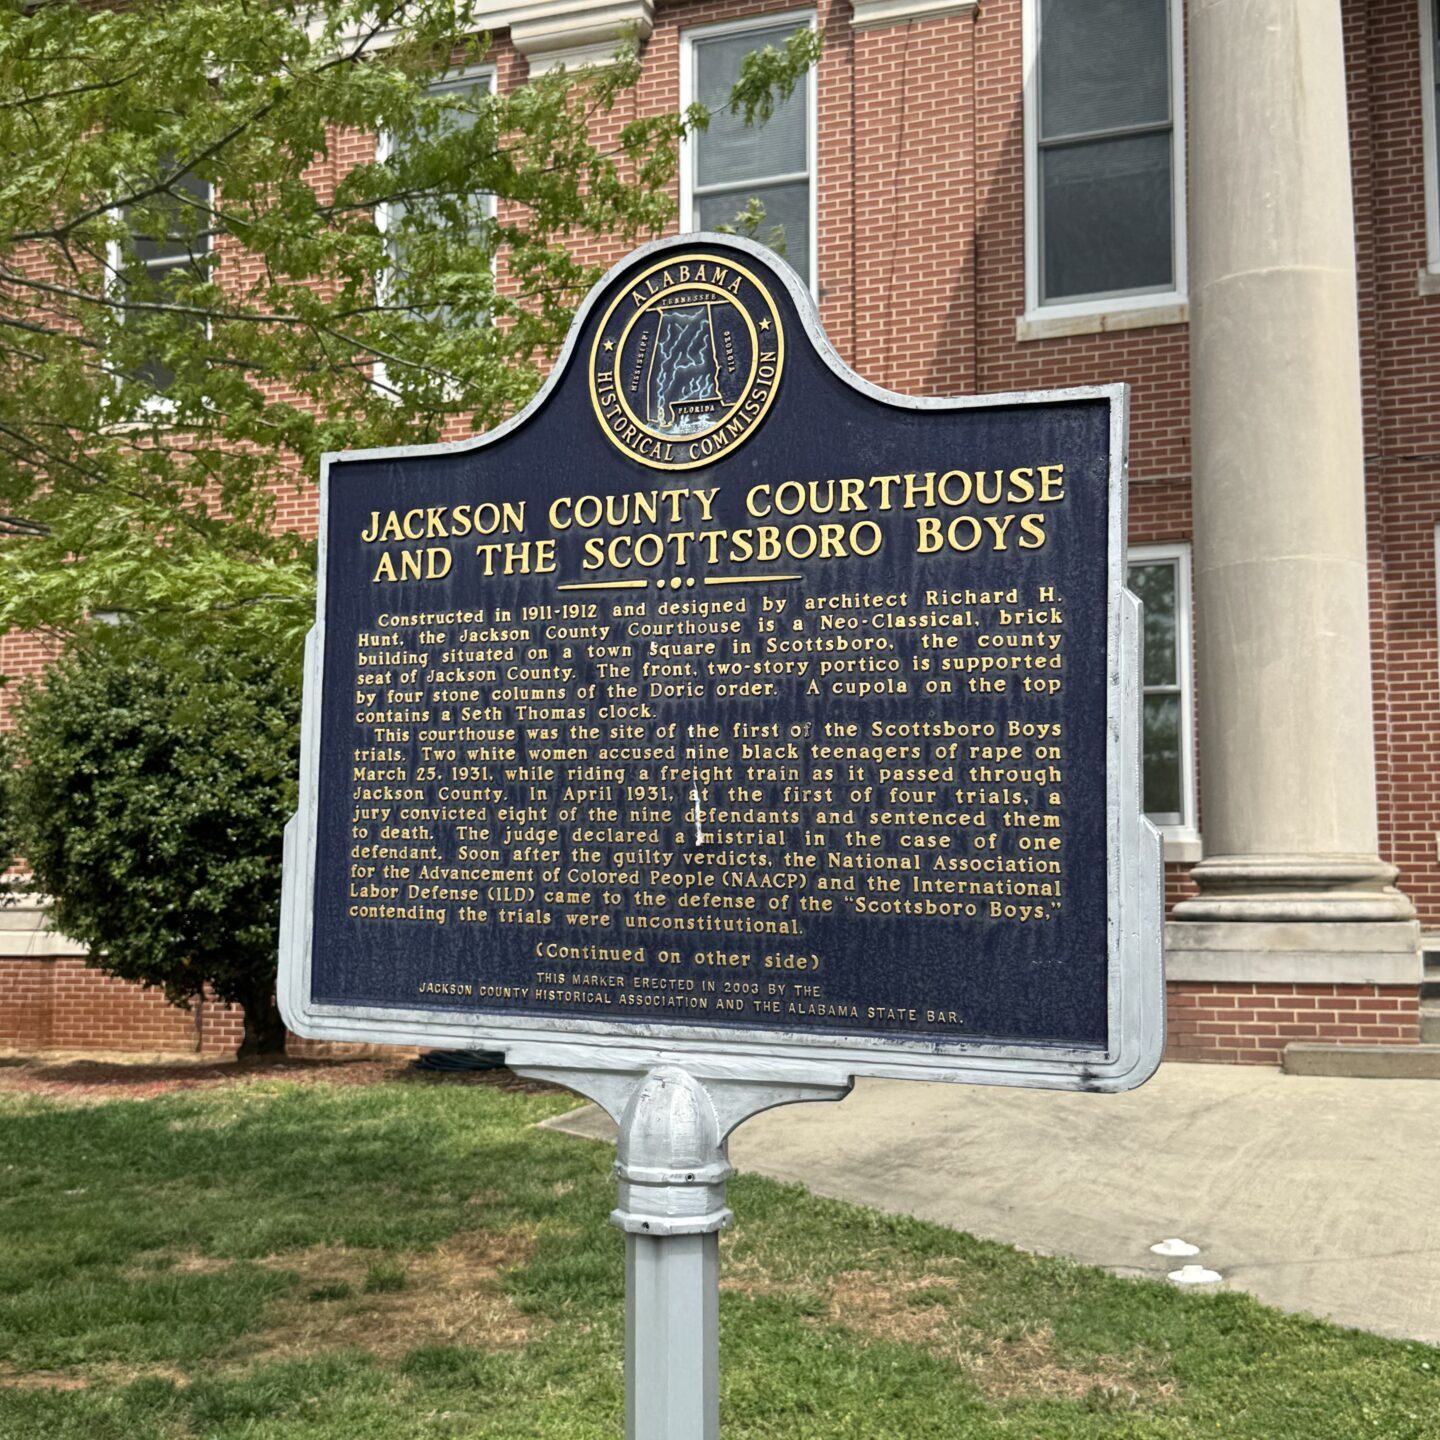 ALABAMA
HISTORICAL COMMISSION
TENNESSEE
MISSISSIPPI
GEORGIA
FLORIDA
JACKSON COUNTY COURTHOUSE
AND THE SCOTTSBORO BOYS
Constructed in 1911-1912 and designed by architect Richard H.
Hunt, the Jackson County Courthouse is a Neo-Classical, brick
building situated on a town square in Scottsboro, the county
seat of Jackson County. The front, two-story portico is supported
by four stone columns of the Doric order. A cupola on the top
contains a Seth Thomas clock.
This courthouse was the site of the first of the Scottsboro Boys
trials. Two white women accused nine black teenagers of rape on
March 25, 1931, while riding a freight train as it passed through
Jackson County. In April 1931, at the first of four trials, a
jury convicted eight of the nine defendants and sentenced them
to death. The judge declared a mistrial in the case of one
defendant. Soon after the guilty verdicts, the National Association
for the Advancement of Colored People (NAACP) and the International
Labor Defense (ILD) came to the defense of the “Scottsboro Boys,”
contending the trials were unconstitutional.
(Continued on other side)
THIS MARKER ERECTED IN 2003 BY THE
JACKSON COUNTY HISTORICAL ASSOCIATION AND THE ALABAMA STATE BAR.